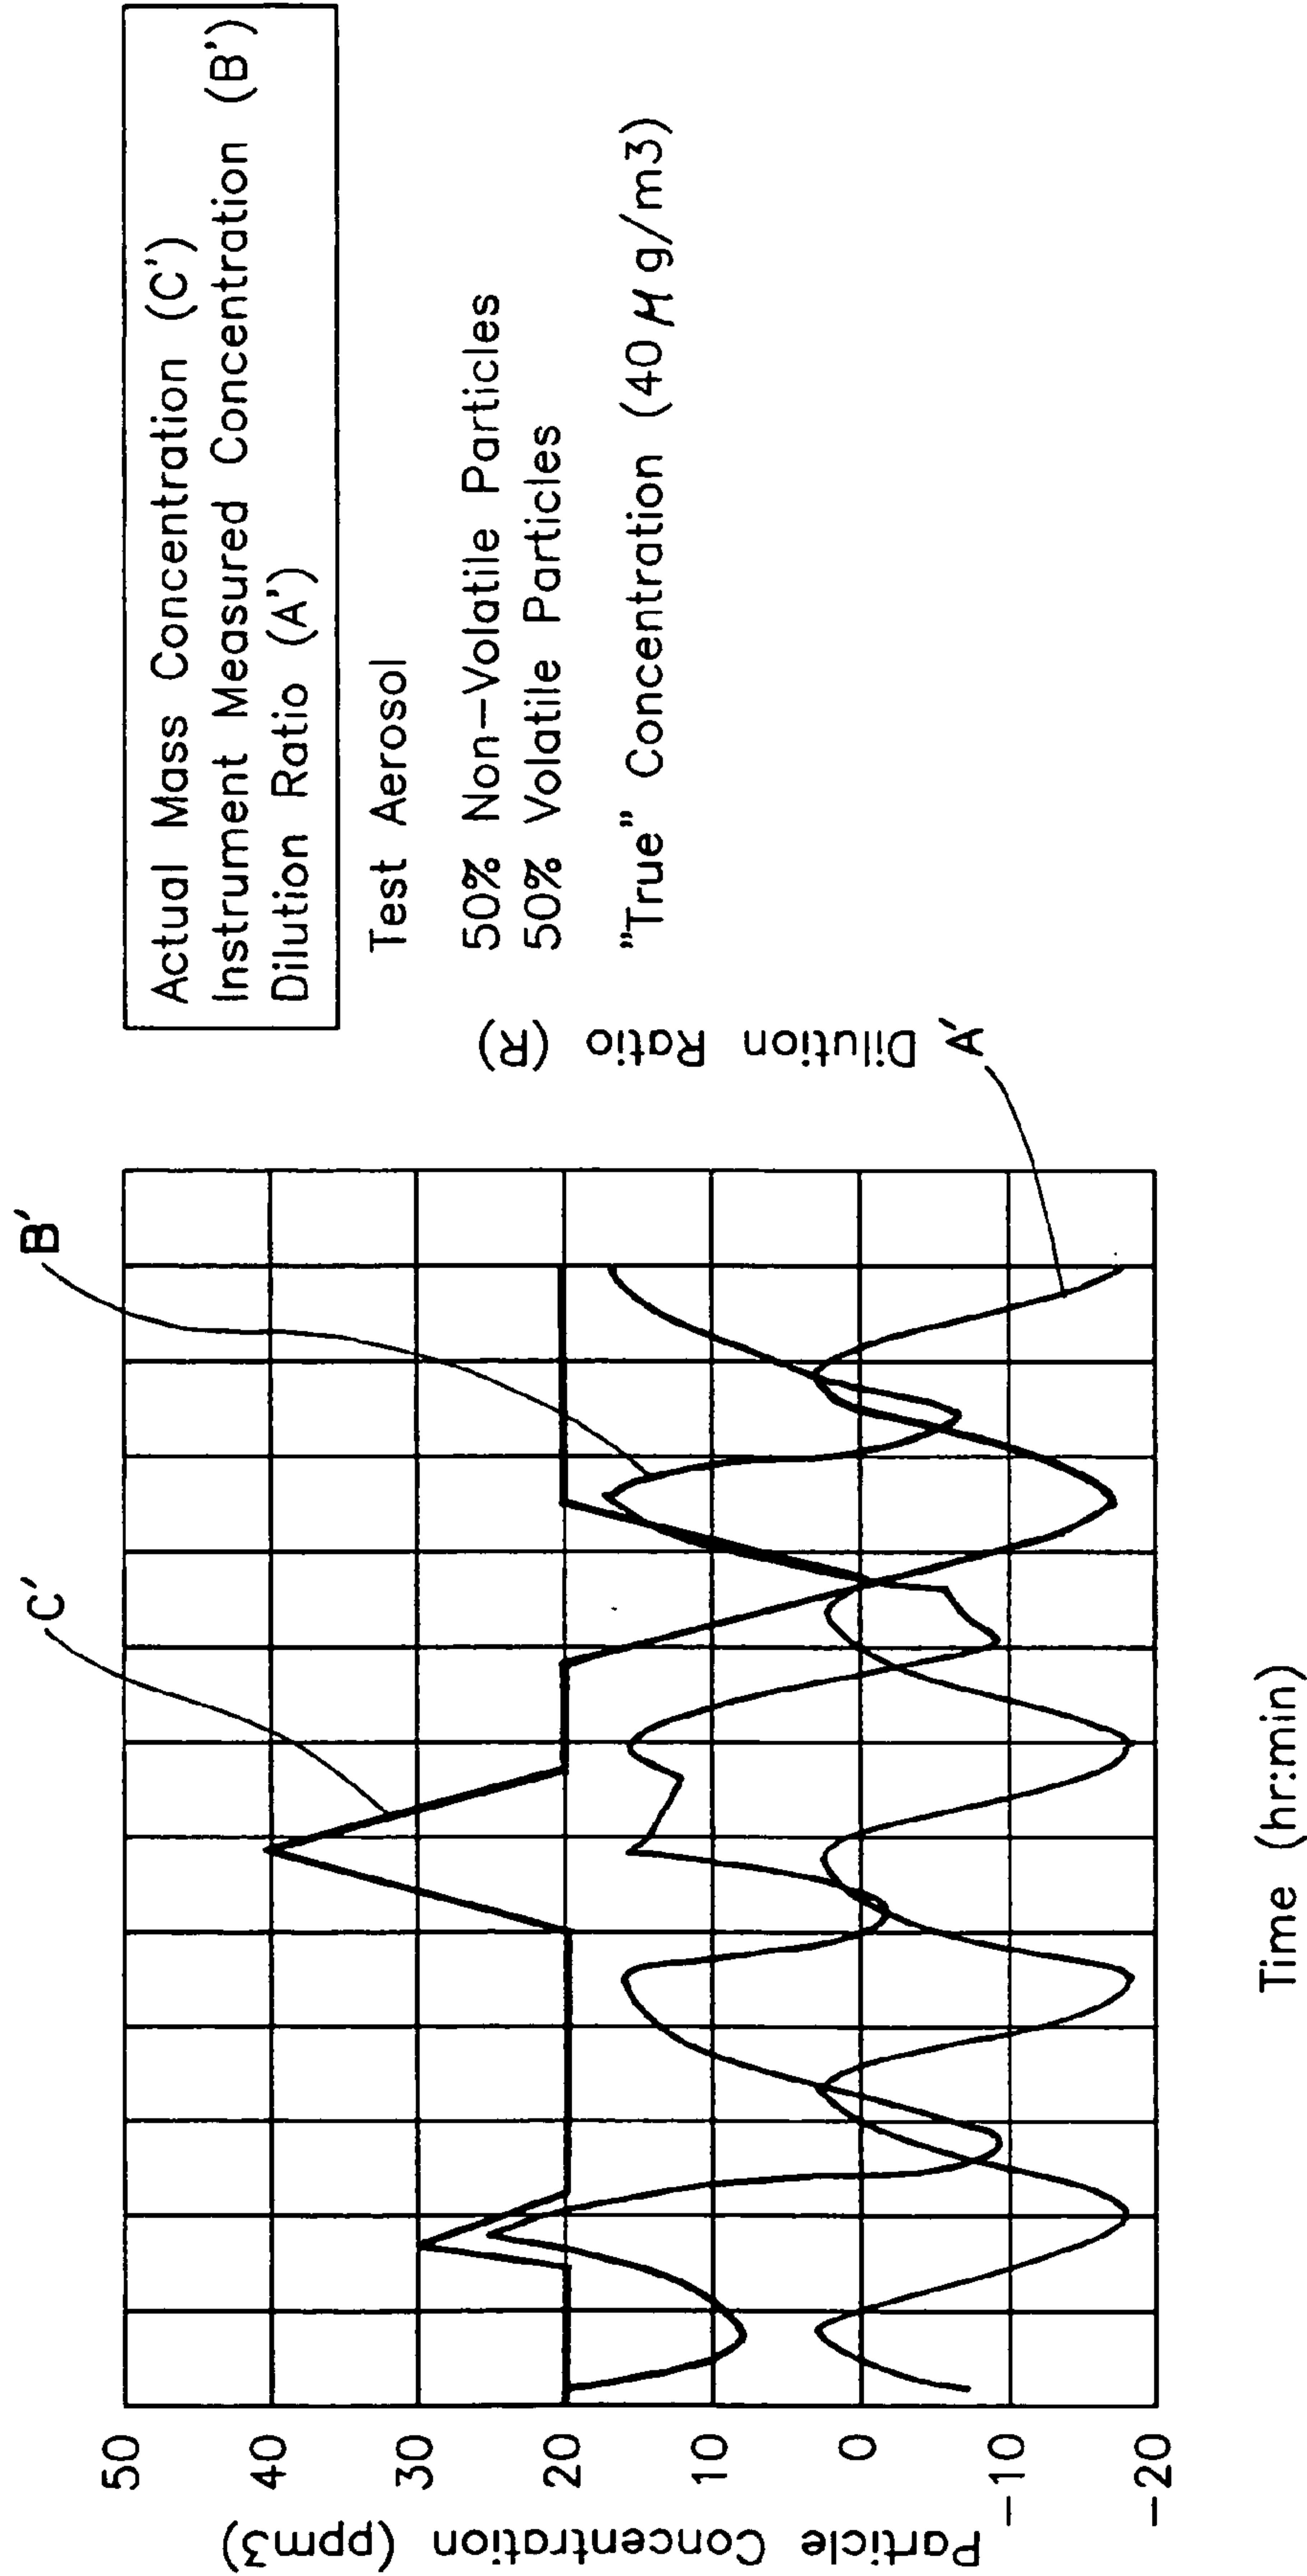 Actual Mass Concentration (C')
Instrument Measured Concentration (B')
Dilution Ratio (A')
Test Aerosol
50% Non-Volatile Particles
50% Volatile Particles
"True" Concentration (40 μg/m3)
B'
C'
Dilution Ratio (R)
A'
Particle Concentration (ppm3)
50
40
30
20
10
0
-10
-20
Time (hr:min)